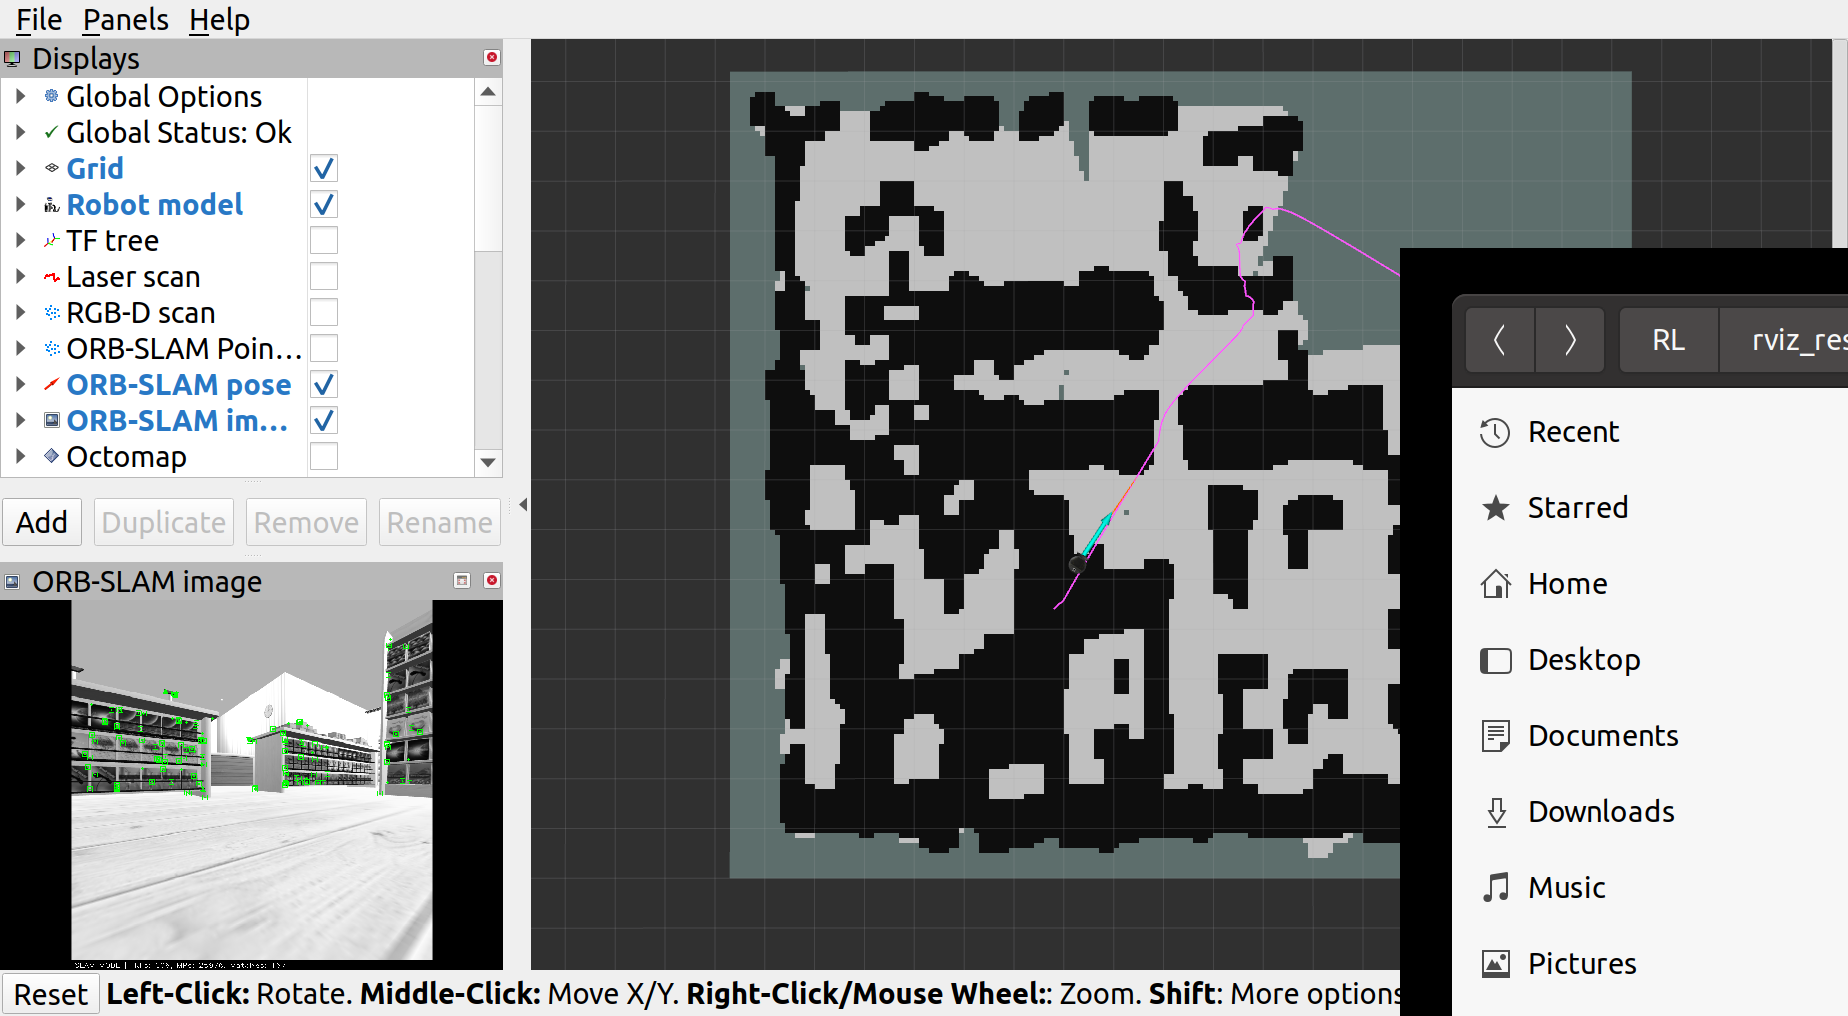 File Panels Help
Displays
Global Options
Global Status: Ok
Grid
Robot model
TF tree
Laser scan
RGB-D scan
ORB-SLAM Poin...
ORB-SLAM pose
ORB-SLAM im...
Octomap
Add Duplicate Remove Rename
ORB-SLAM image
Reset Left-Click: Rotate. Middle-Click: Move X/Y. Right-Click/Mouse Wheel:: Zoom. Shift: More options
RL rviz_res
Recent
Starred
Home
Desktop
Documents
Downloads
Music
Pictures